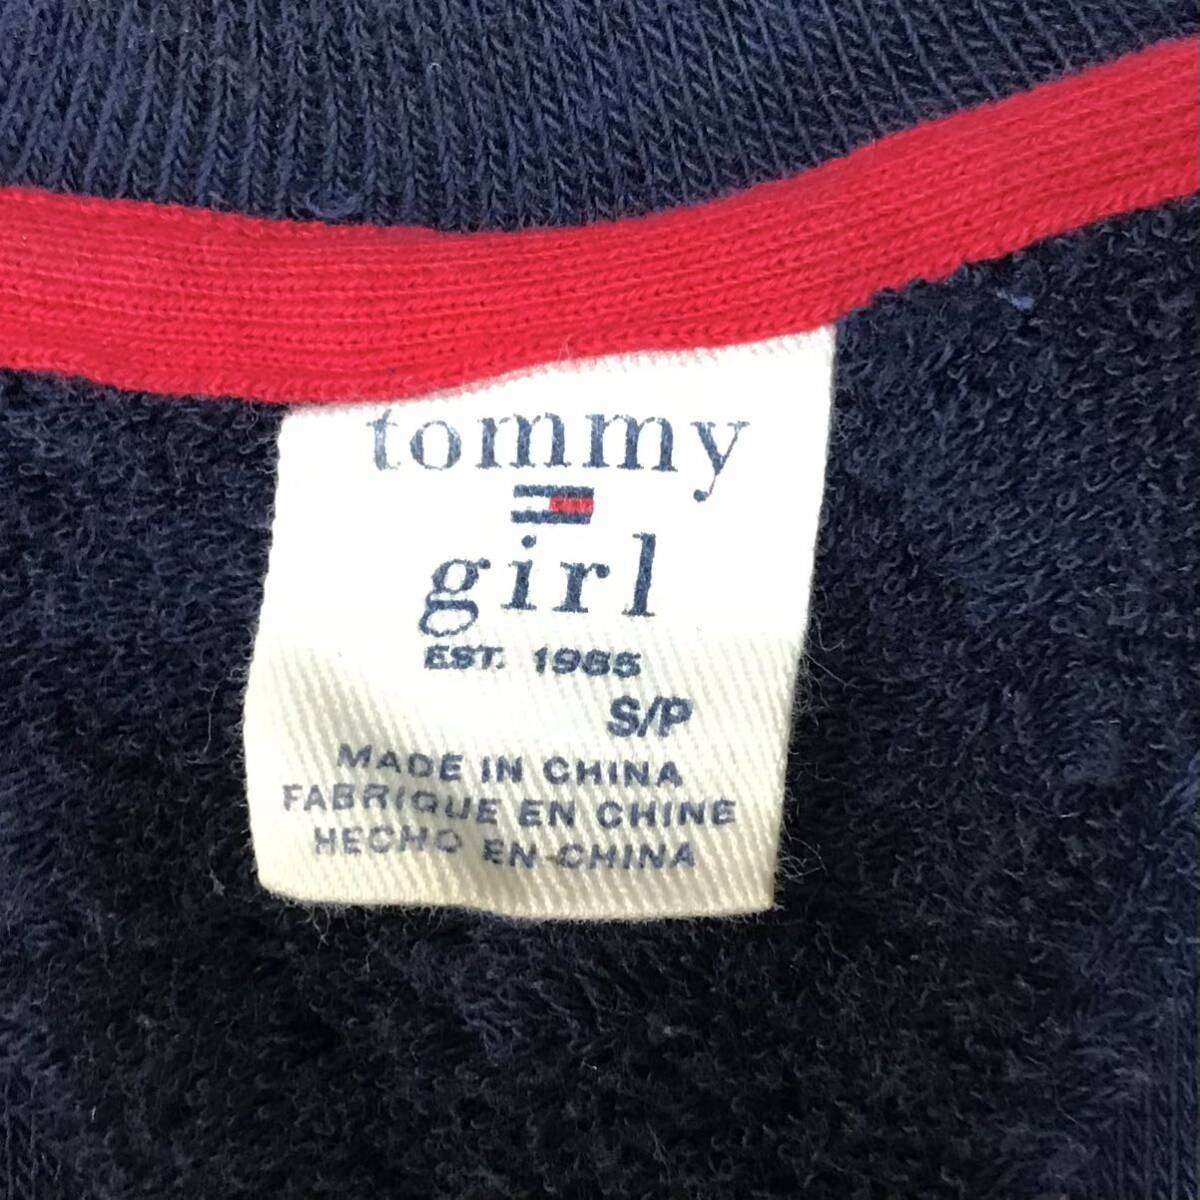 tommy
girl
EST. 1985
S/P
MADE IN CHINA
FABRIQUE EN CHINE
HECHO EN CHINA